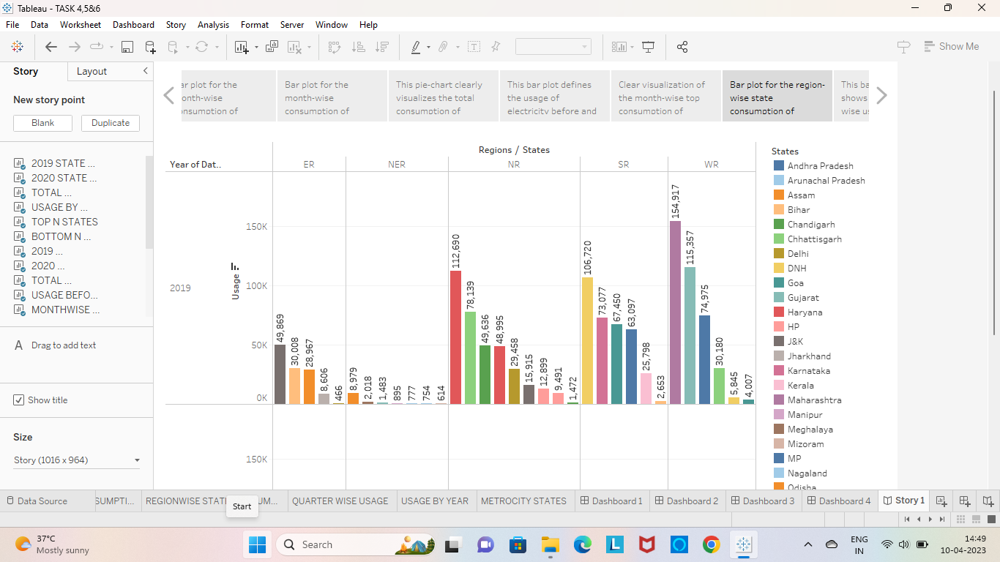 Tableau - TASK 4,5&6
File Data Worksheet Dashboard Story Analysis Format Server Window Help
Show Me
Story Layout
New story point
Blank Duplicate
2019 STATE ...
2020 STATE ...
TOTAL ...
USAGE BY ...
TOP N STATES
BOTTOM N ...
2019 ...
2020 ...
TOTAL ...
USAGE BEFO...
MONTHWISE ...
A Drag to add text
Show title
Size
Story (1016 x 964)
ar plot for the
onth-wise
nsumption of
Bar plot for the
month-wise
consumption of
This pie-chart clearly
visualizes the total
consumption of
This bar plot defines
the usage of
electricity before and
Clear visualization of
the month-wise top
consumption of
Bar plot for the region-
wise state
consumption of
This ba
shows
wise us
Regions / States
Year of Dat.. ER NER NR SR WR
2019
Usage
150K
100K
50K
0K
150K
49,869
30,008
28,967
8,606
466
8,979
2,018
1,483
895
777
754
614
112,690
78,139
49,636
48,995
29,458
15,915
12,899
9,491
1,472
106,720
73,077
67,450
63,097
25,798
2,653
154,917
115,357
74,975
30,180
5,845
4,007
States
Andhra Pradesh
Arunachal Pradesh
Assam
Bihar
Chandigarh
Chhattisgarh
Delhi
DNH
Goa
Gujarat
Haryana
HP
J&K
Jharkhand
Karnataka
Kerala
Maharashtra
Manipur
Meghalaya
Mizoram
MP
Nagaland
Odisha
Data Source SUMPTI... REGIONWISE STAT UM... QUARTER WISE USAGE USAGE BY YEAR METROCITY STATES Dashboard 1 Dashboard 2 Dashboard 3 Dashboard 4 Story 1
Start
37°C
Mostly sunny
Search
ENG
IN
14:49
10-04-2023